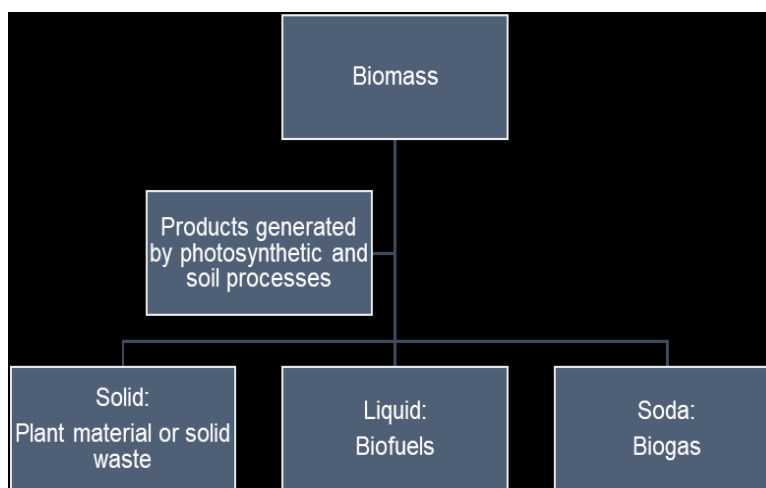 Biomass
Products generated
by photosynthetic and
soil processes
Solid:
Plant material or solid
waste
Liquid:
Biofuels
Soda:
Biogas